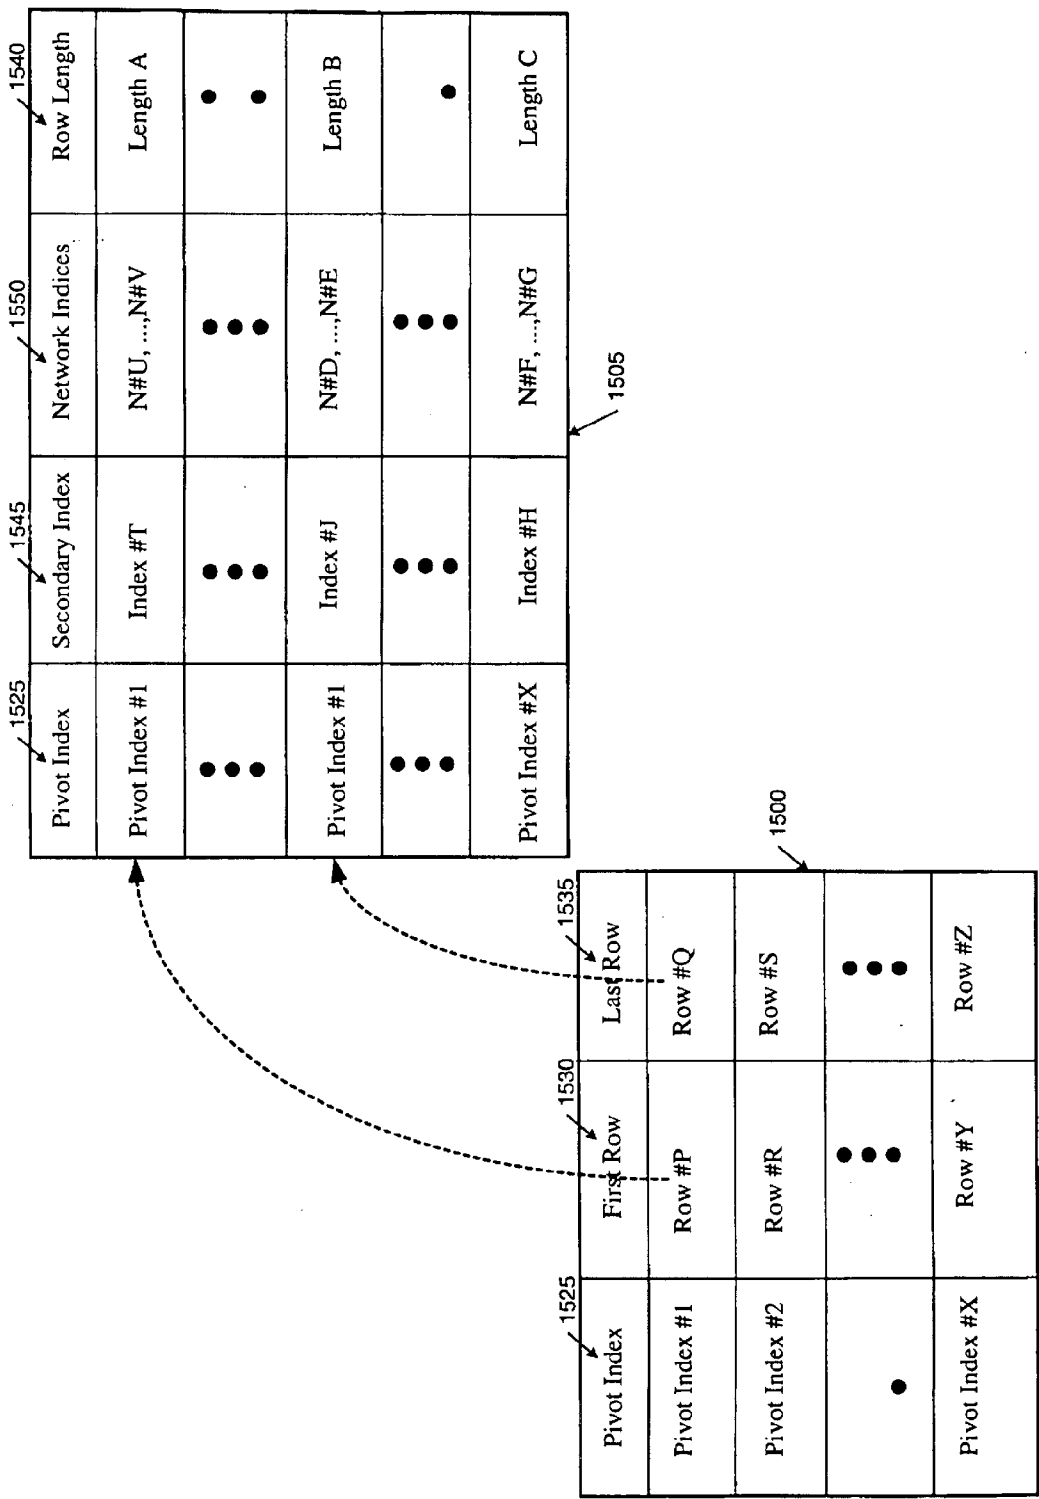 1525
1545
1550
1540
Pivot Index Secondary Index Network Indices Row Length
Pivot Index #1 Index #T N#U, ...,N#V Length A
Pivot Index #1 Index #J N#D, ...,N#E Length B
Pivot Index #X Index #H N#F, ...,N#G Length C
1505
1525
1530
1535
1500
Pivot Index First Row Last Row
Pivot Index #1 Row #P Row #Q
Pivot Index #2 Row #R Row #S
Pivot Index #X Row #Y Row #Z